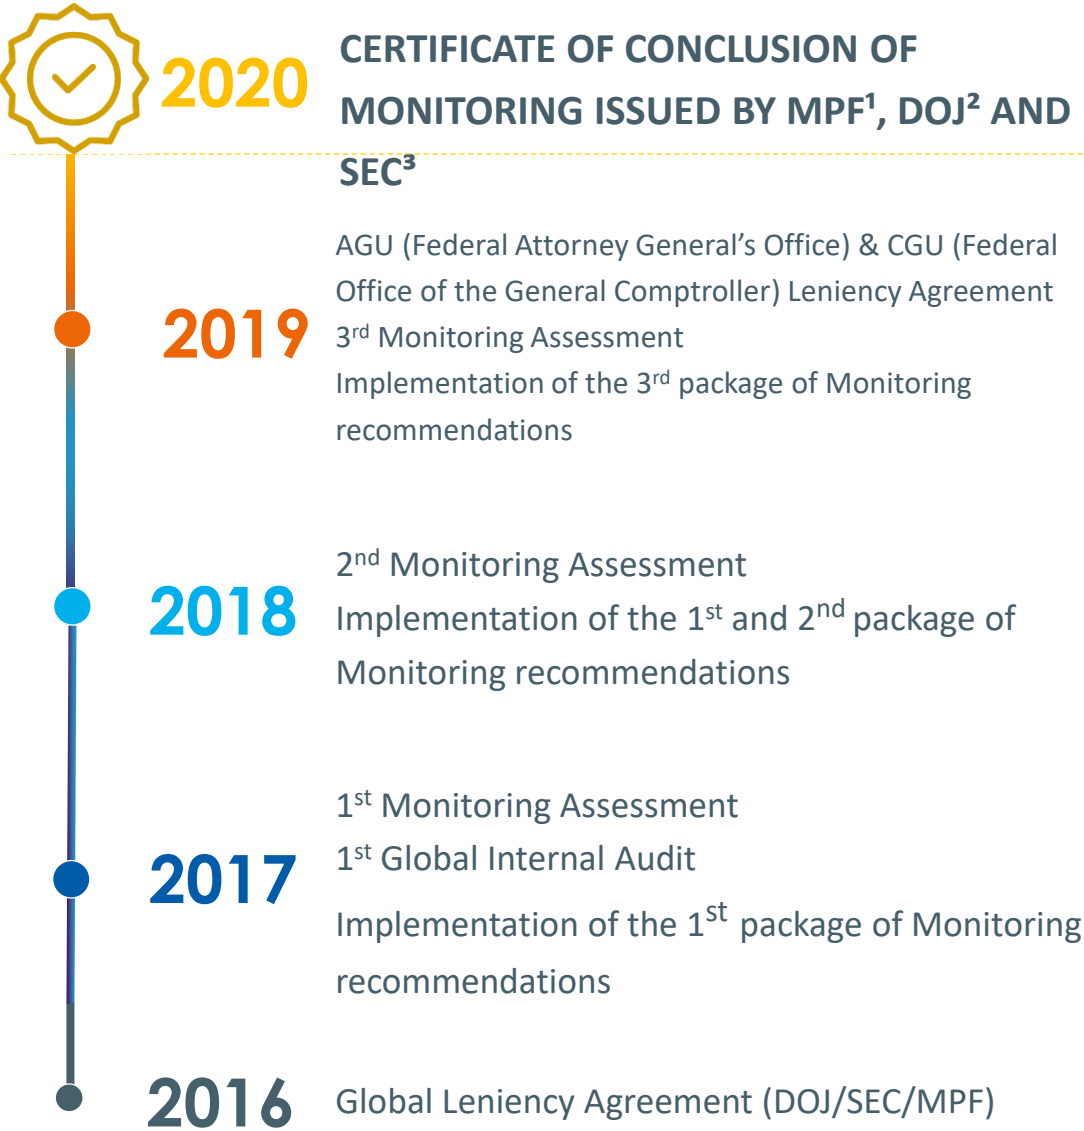 2020
CERTIFICATE OF CONCLUSION OF
MONITORING ISSUED BY MPF¹, DOJ² AND
SEC³
2019
AGU (Federal Attorney General’s Office) & CGU (Federal
Office of the General Comptroller) Leniency Agreement
3rd Monitoring Assessment
Implementation of the 3rd package of Monitoring
recommendations
2018
2nd Monitoring Assessment
Implementation of the 1st and 2nd package of
Monitoring recommendations
2017
1st Monitoring Assessment
1st Global Internal Audit
Implementation of the 1st package of Monitoring
recommendations
2016
Global Leniency Agreement (DOJ/SEC/MPF)